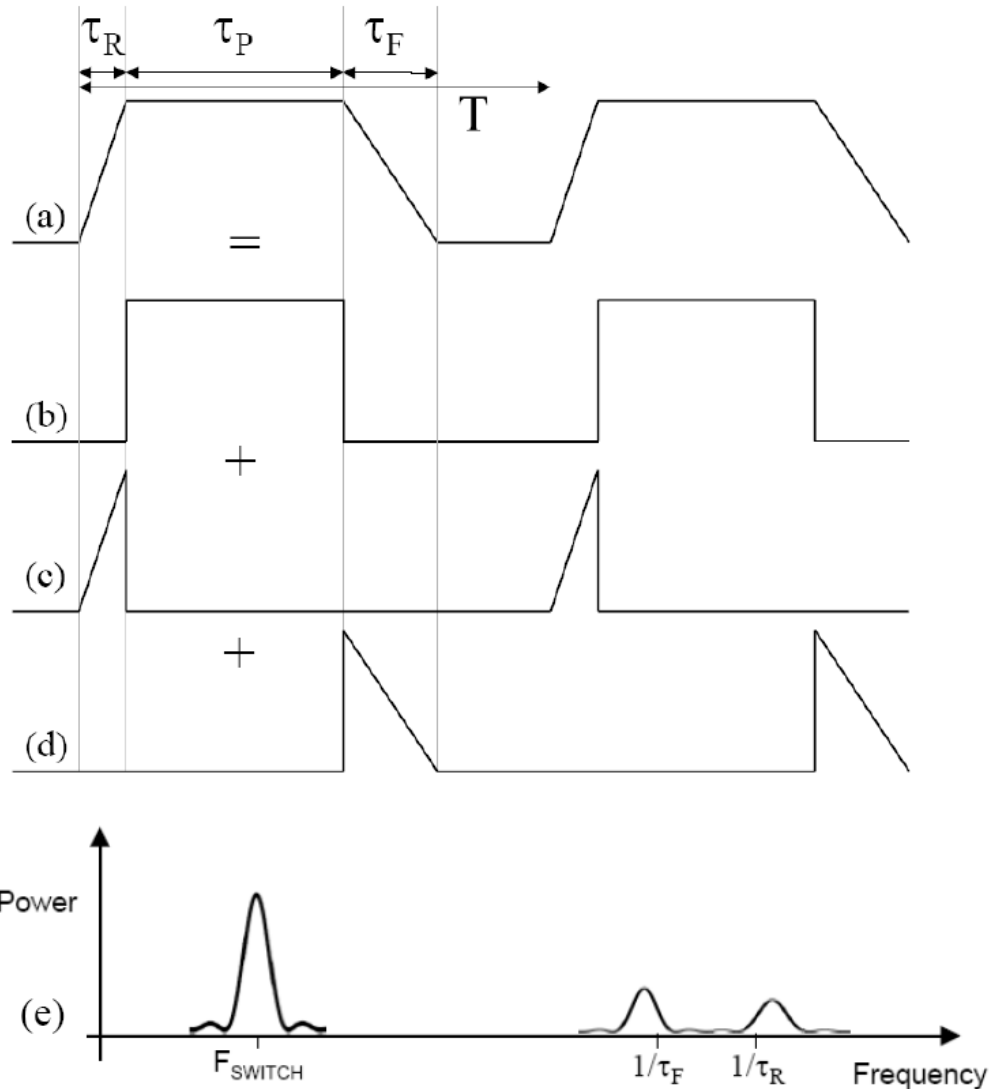 τR τP τF
T
(a)
=
(b)
+
(c)
+
(d)
Power
(e)
FSWITCH 1/τF 1/τR Frequency